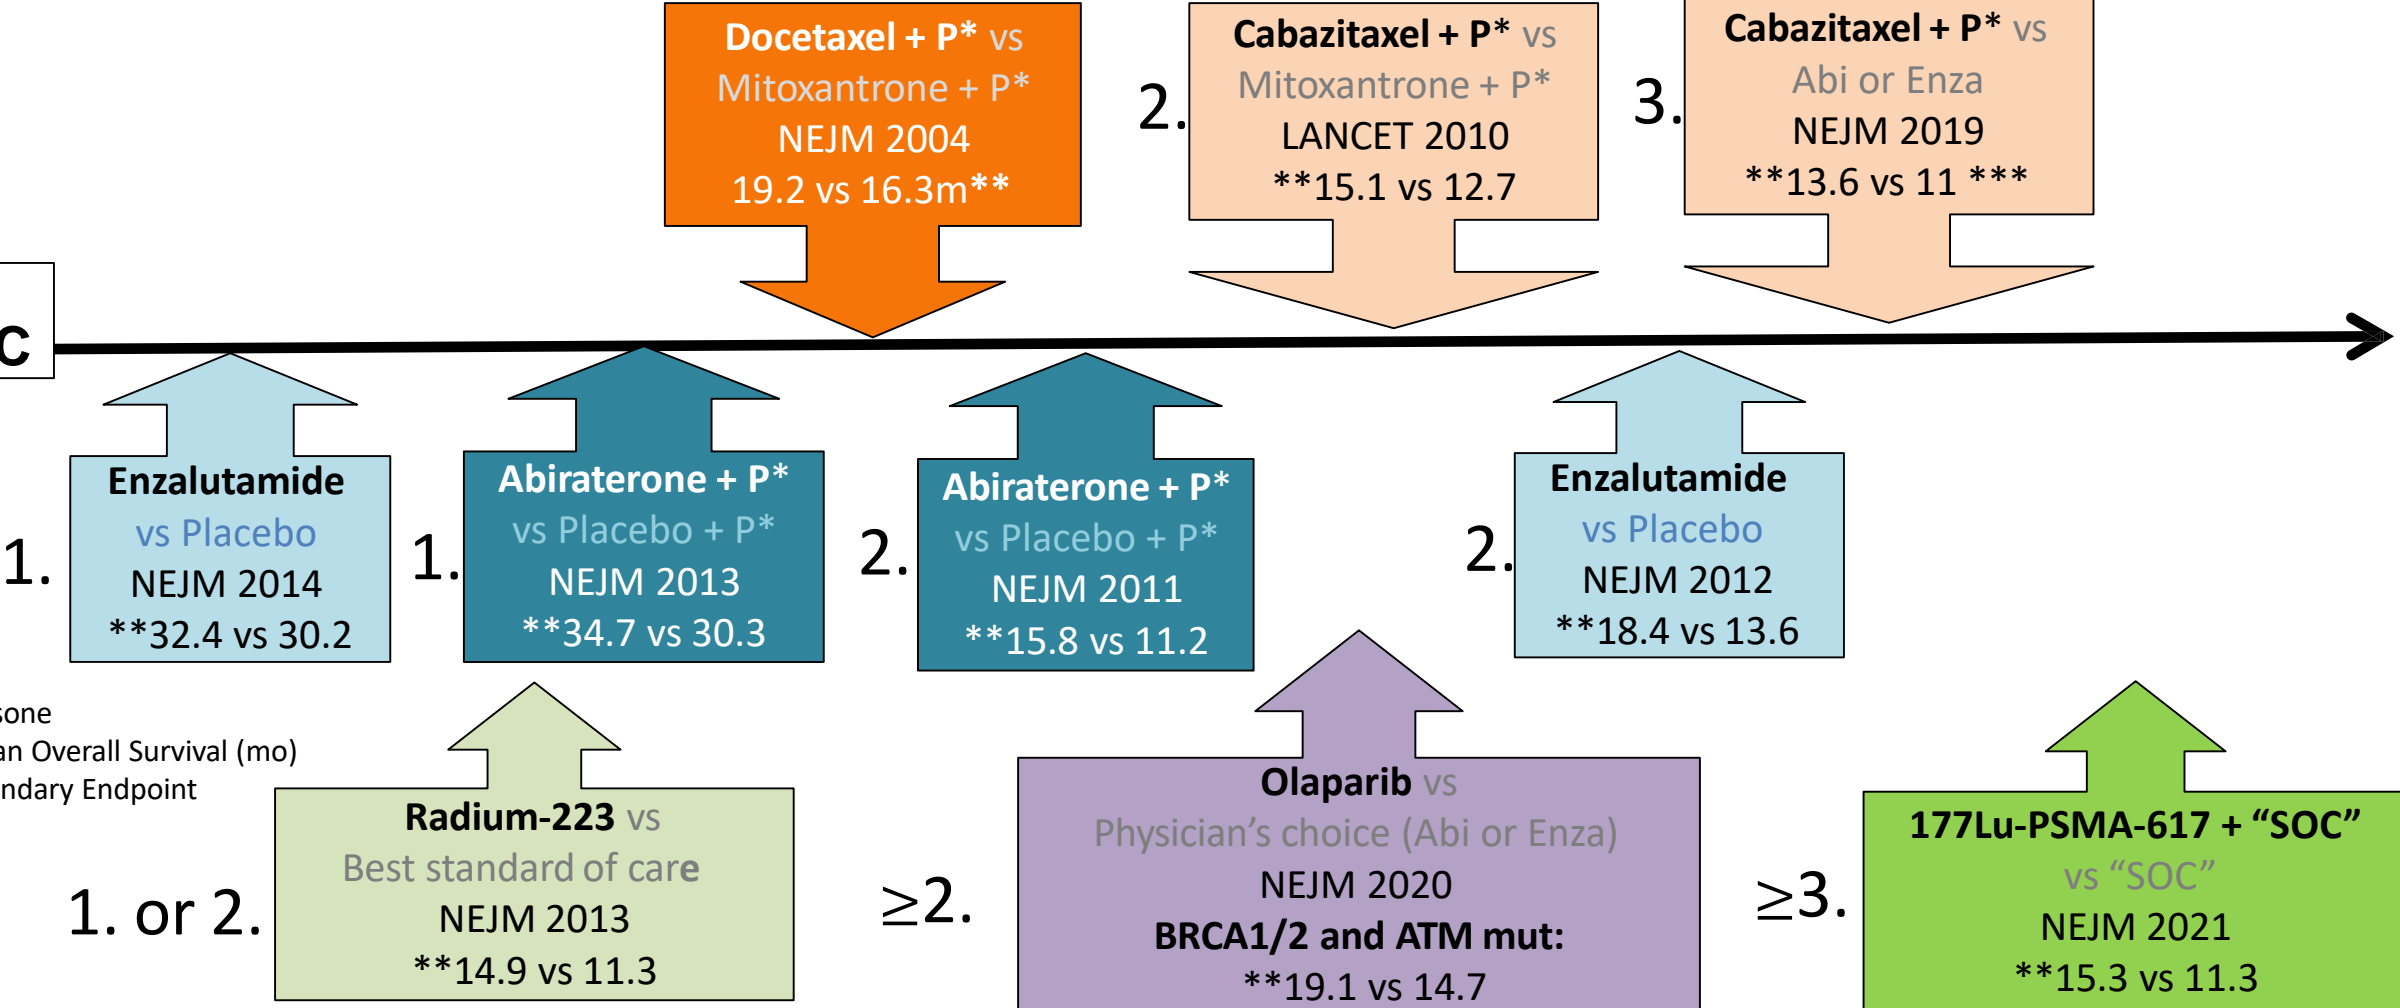 Docetaxel + P* vs
Mitoxantrone + P*
NEJM 2004
19.2 vs 16.3m**
2.
Cabazitaxel + P* vs
Mitoxantrone + P*
LANCET 2010
**15.1 vs 12.7
3.
Cabazitaxel + P* vs
Abi or Enza
NEJM 2019
**13.6 vs 11 ***
C
1.
Enzalutamide
vs Placebo
NEJM 2014
**32.4 vs 30.2
1.
Abiraterone + P*
vs Placebo + P*
NEJM 2013
**34.7 vs 30.3
2.
Abiraterone + P*
vs Placebo + P*
NEJM 2011
**15.8 vs 11.2
2.
Enzalutamide
vs Placebo
NEJM 2012
**18.4 vs 13.6
sone
an Overall Survival (mo)
ndary Endpoint
1. or 2.
Radium-223 vs
Best standard of care
NEJM 2013
**14.9 vs 11.3
≥2.
Olaparib vs
Physician’s choice (Abi or Enza)
NEJM 2020
BRCA1/2 and ATM mut:
**19.1 vs 14.7
≥3.
177Lu-PSMA-617 + “SOC”
vs “SOC”
NEJM 2021
**15.3 vs 11.3